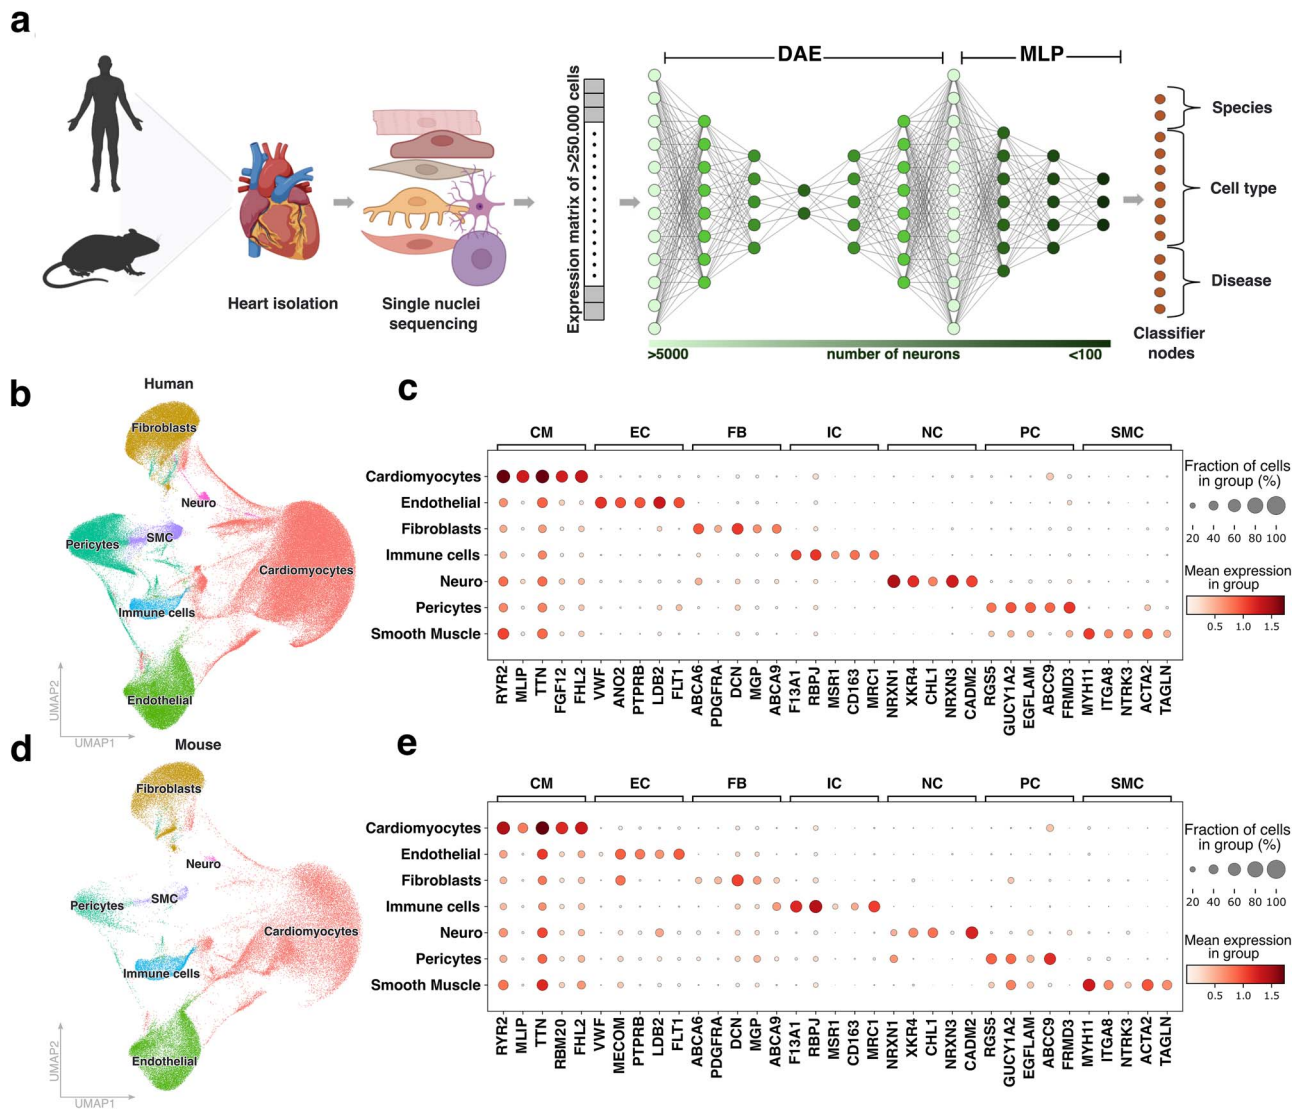 a
DAE
MLP
Expression matrix of >250.000 cells
Species
Cell type
Disease
Heart isolation
Single nuclei
sequencing
Classifier
nodes
>5000
number of neurons
<100
b
Human
Fibroblasts
Neuro
SMC
Pericytes
Cardiomyocytes
Immune cells
Endothelial
UMAP2
UMAP1
c
CM EC FB IC NC PC SMC
Cardiomyocytes
Endothelial
Fibroblasts
Immune cells
Neuro
Pericytes
Smooth Muscle
RYR2 MLIP TTN FGF12 FHL2 VWF ANO2 PTPRB LDB2 FLT1 ABCA6 PDGFRA DCN MGP ABCA9 F13A1 RBPJ MSR1 CD163 MRC1 NRXN1 XKR4 CHL1 NRXN3 CADM2 RGS5 GUCY1A2 EGFLAM ABCC9 FRMD3 MYH11 ITGA8 NTRK3 ACTA2 TAGLN
Fraction of cells
in group (%)
20 40 60 80 100
Mean expression
in group
0.5 1.0 1.5
d
Mouse
Fibroblasts
Neuro
SMC
Pericytes
Cardiomyocytes
Immune cells
Endothelial
UMAP2
UMAP1
e
CM EC FB IC NC PC SMC
Cardiomyocytes
Endothelial
Fibroblasts
Immune cells
Neuro
Pericytes
Smooth Muscle
RYR2 MLIP TTN RBM20 FHL2 VWF MECOM PTPRB LDB2 FLT1 ABCA6 PDGFRA DCN MGP ABCA9 F13A1 RBPJ MSR1 CD163 MRC1 NRXN1 XKR4 CHL1 NRXN3 CADM2 RGS5 GUCY1A2 EGFLAM ABCC9 FRMD3 MYH11 ITGA8 NTRK3 ACTA2 TAGLN
Fraction of cells
in group (%)
20 40 60 80 100
Mean expression
in group
0.5 1.0 1.5